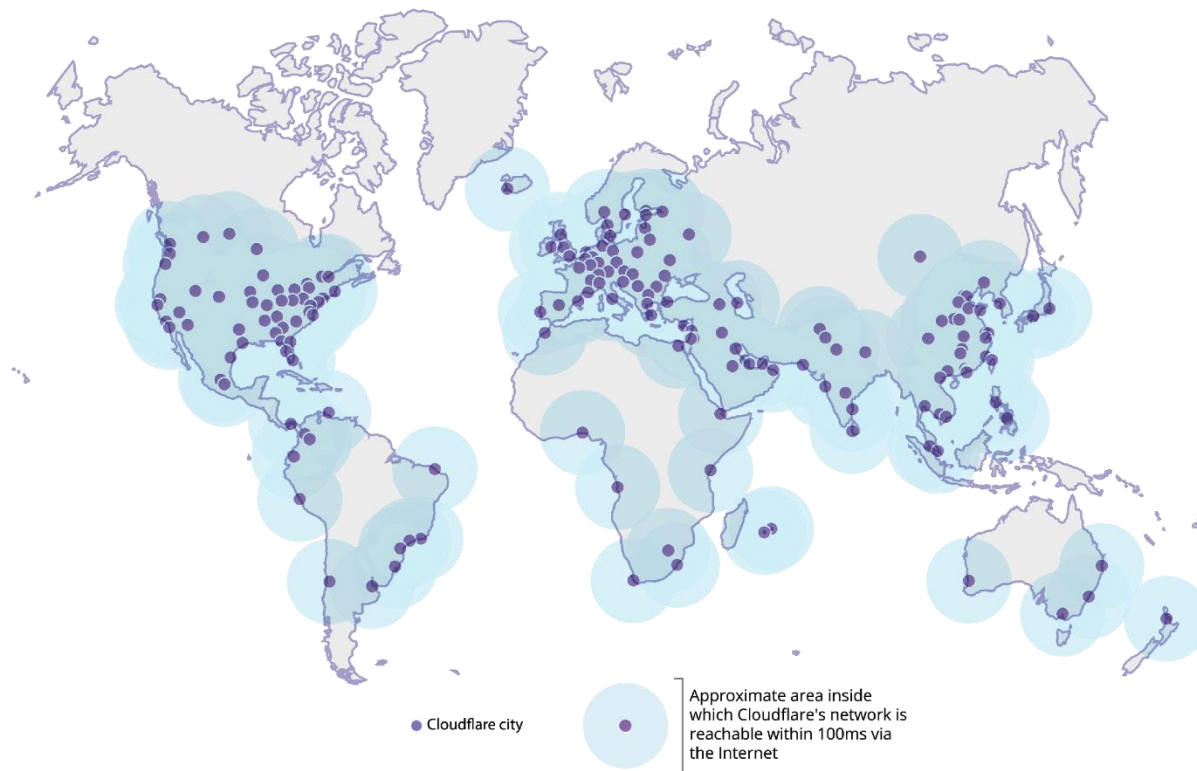 Cloudflare city
Approximate area inside
which Cloudflare's network is
reachable within 100ms via
the Internet